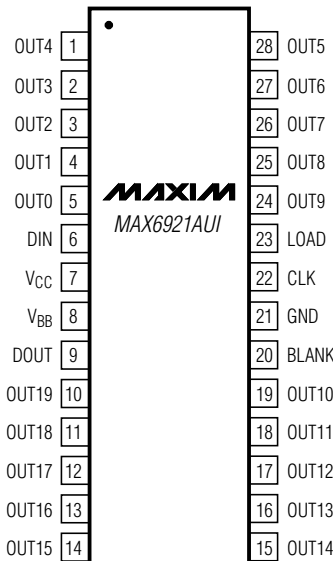 OUT4 1 28 OUT5
OUT3 2 27 OUT6
OUT2 3 26 OUT7
OUT1 4 25 OUT8
OUT0 5 MAXIM 24 OUT9
DIN 6 MAX6921AUI 23 LOAD
VCC 7 22 CLK
VBB 8 21 GND
DOUT 9 20 BLANK
OUT19 10 19 OUT10
OUT18 11 18 OUT11
OUT17 12 17 OUT12
OUT16 13 16 OUT13
OUT15 14 15 OUT14